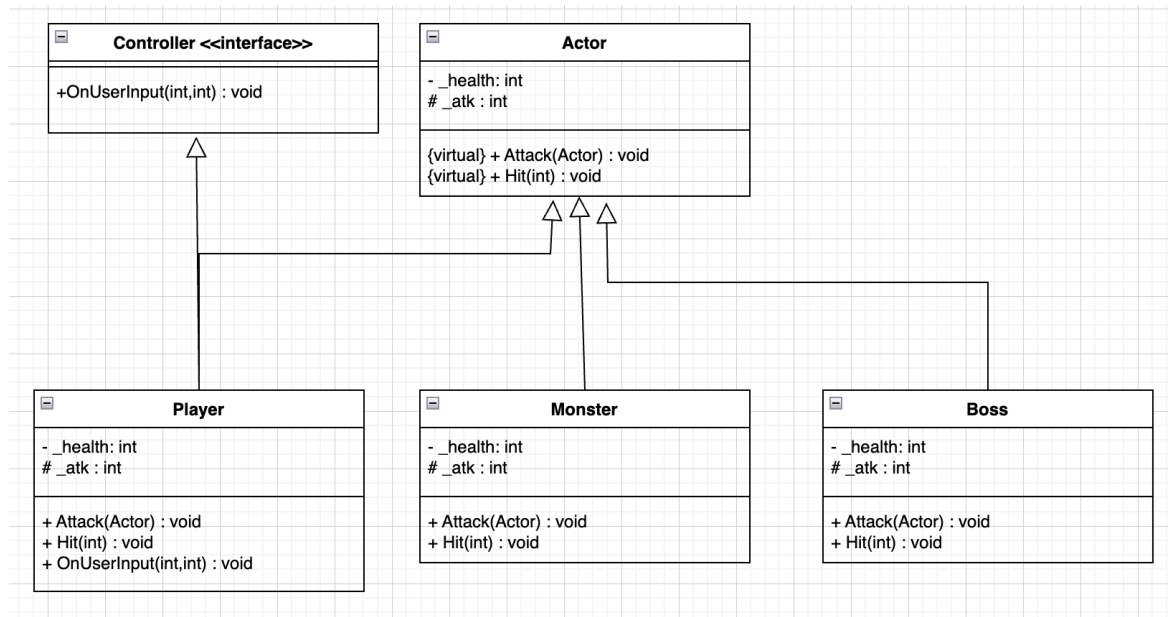 Controller <<interface>>
+OnUserInput(int,int) : void
Actor
- _health: int
# _atk : int
{virtual} + Attack(Actor) : void
{virtual} + Hit(int) : void
Player
- _health: int
# _atk : int
+ Attack(Actor) : void
+ Hit(int) : void
+ OnUserInput(int,int) : void
Monster
- _health: int
# _atk : int
+ Attack(Actor) : void
+ Hit(int) : void
Boss
- _health: int
# _atk : int
+ Attack(Actor) : void
+ Hit(int) : void